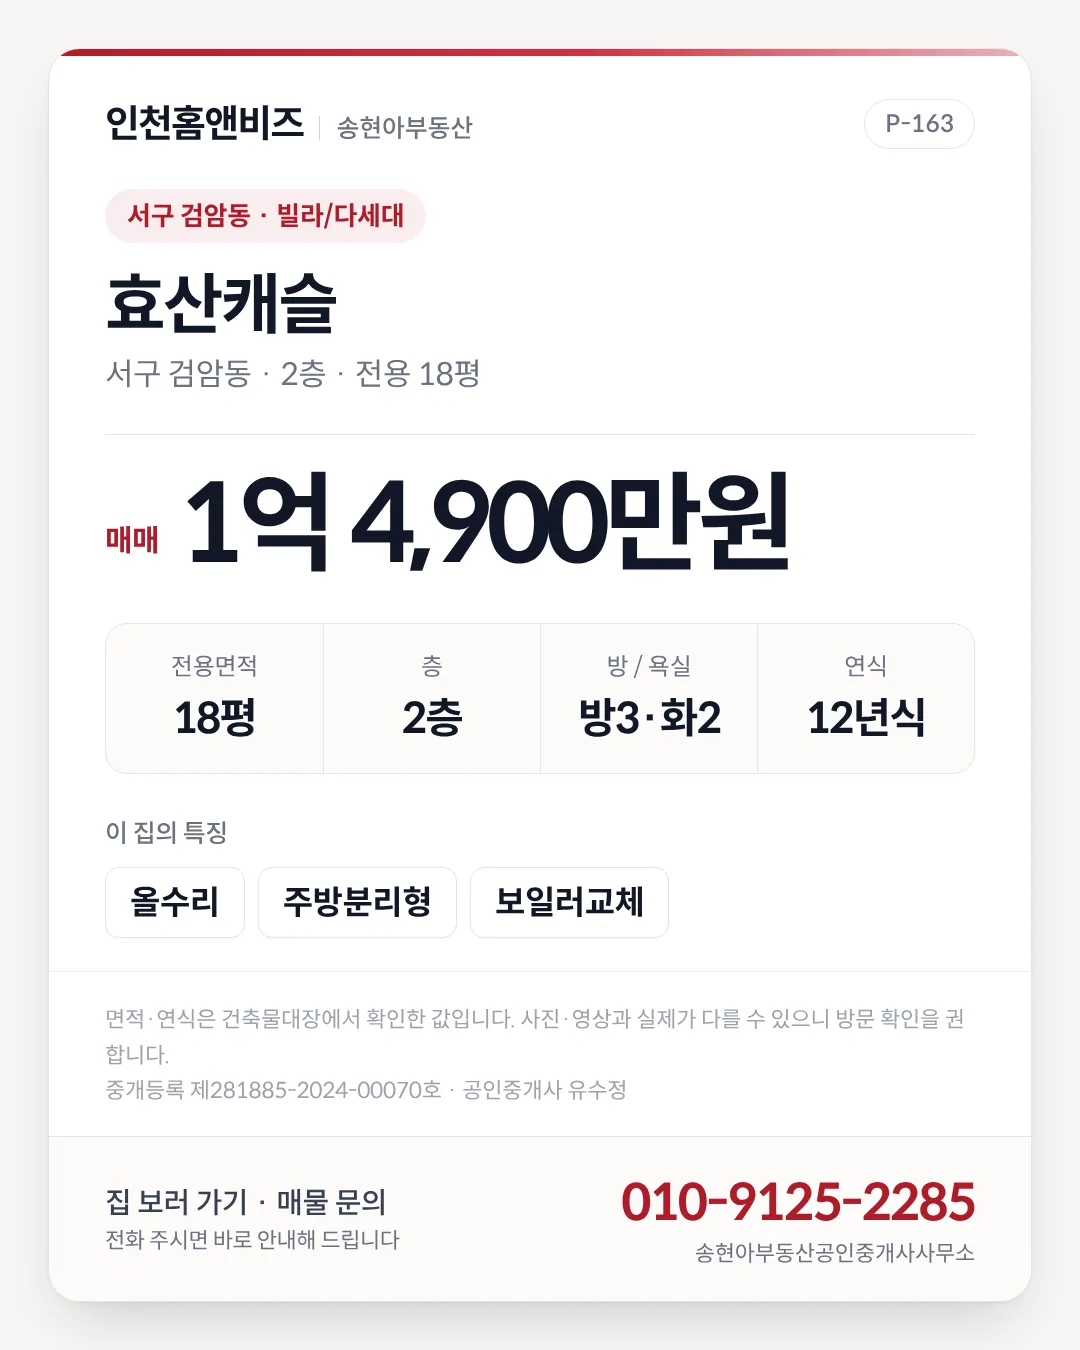 인천홈앤비즈 송현아부동산 P-163
서구 검암동 · 빌라/다세대
효산캐슬
서구 검암동 · 2층 · 전용 18평
매매 1억 4,900만원
전용면적 층 방 / 욕실 연식
18평 2층 방3·화2 12년식
이 집의 특징
올수리 주방분리형 보일러교체
면적·연식은 건축물대장에서 확인한 값입니다. 사진·영상과 실제가 다를 수 있으니 방문 확인을 권
합니다.
중개등록 제281885-2024-00070호 · 공인중개사 유수정
집 보러 가기 · 매물 문의 010-9125-2285
전화 주시면 바로 안내해 드립니다 송현아부동산공인중개사사무소